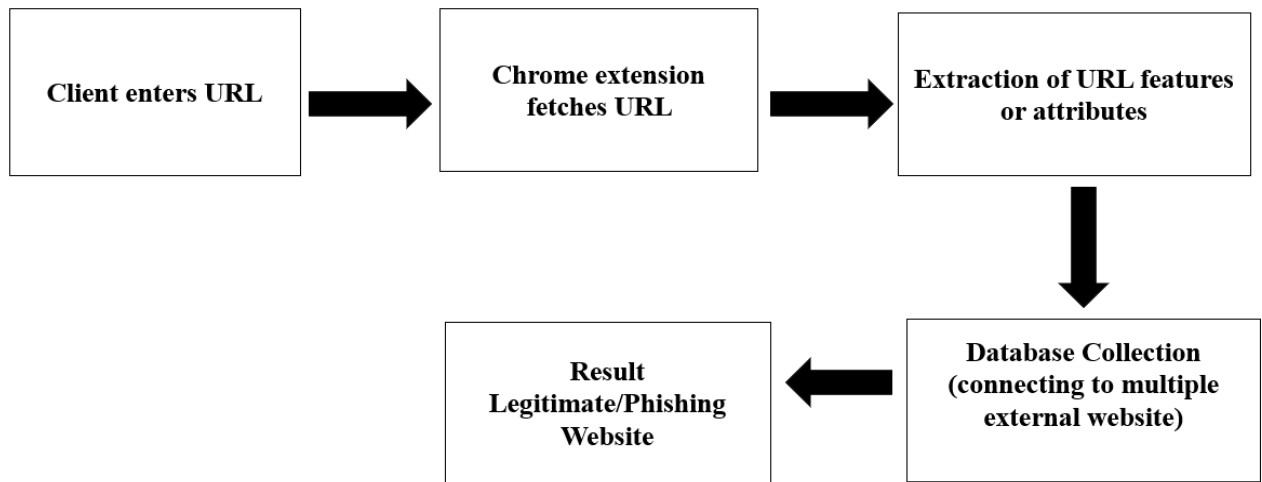 Client enters URL
Chrome extension
fetches URL
Extraction of URL features
or attributes
Database Collection
(connecting to multiple
external website)
Result
Legitimate/Phishing
Website